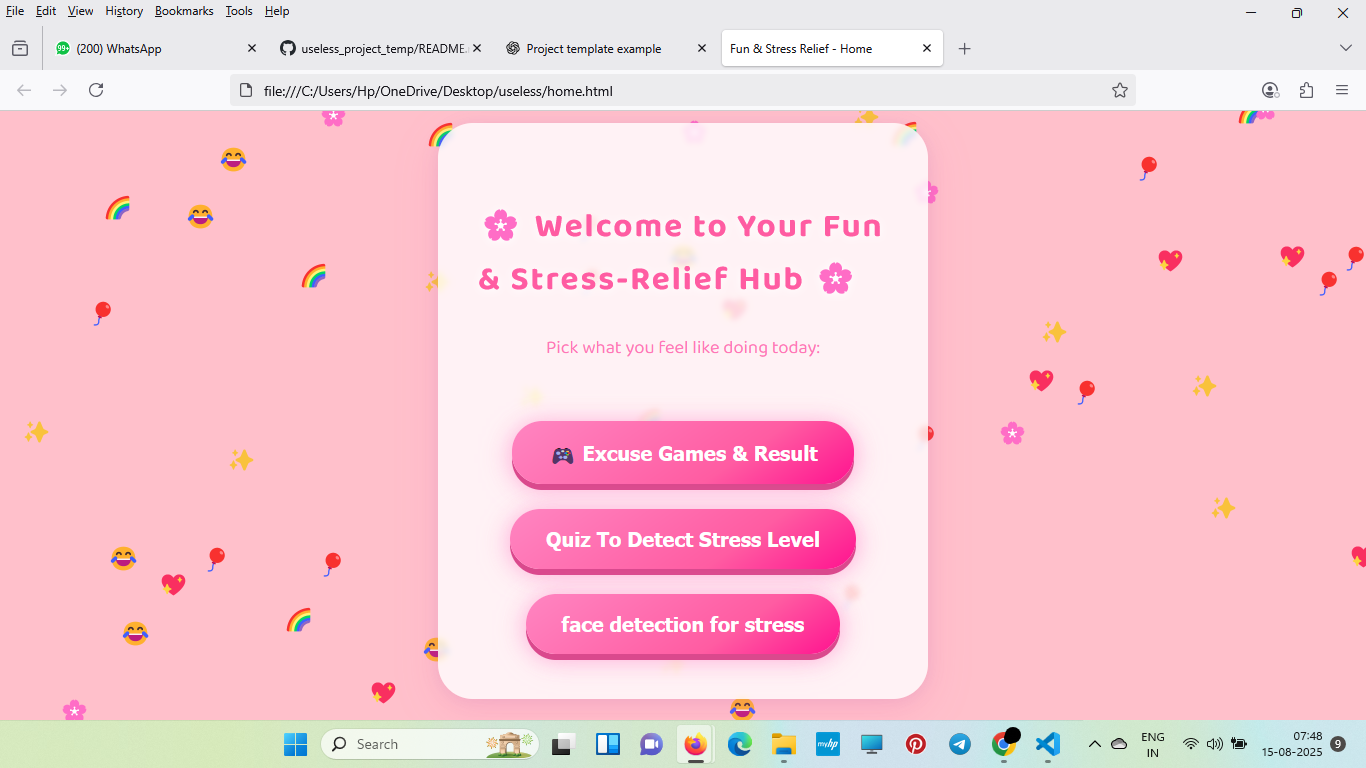 File Edit View History Bookmarks Tools Help
99+ (200) WhatsApp
useless_project_temp/README.
Project template example
Fun & Stress Relief - Home
file:///C:/Users/Hp/OneDrive/Desktop/useless/home.html
Welcome to Your Fun
& Stress-Relief Hub
Pick what you feel like doing today:
Excuse Games & Result
Quiz To Detect Stress Level
face detection for stress
Search
myhp
ENG
IN
07:48
15-08-2025
9